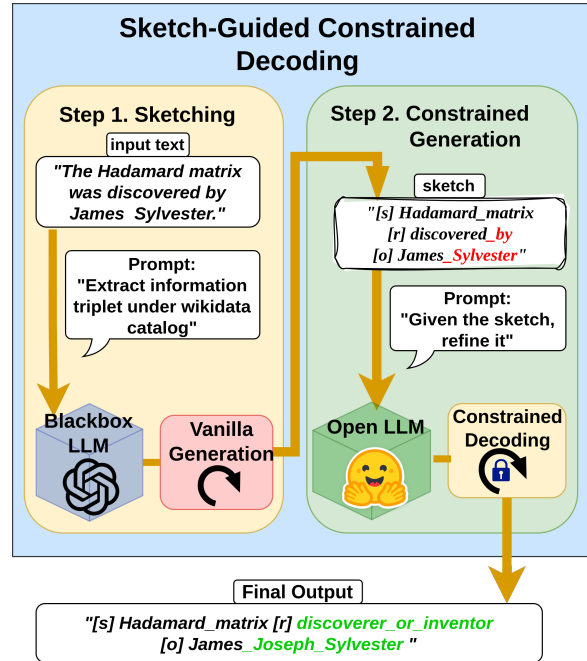 Sketch-Guided Constrained
Decoding
Step 1. Sketching
input text
"The Hadamard matrix
was discovered by
James Sylvester."
Prompt:
"Extract information
triplet under wikidata
catalog"
Blackbox
LLM
Vanilla
Generation
Step 2. Constrained
Generation
sketch
"[s] Hadamard_matrix
[r] discovered_by
[o] James_Sylvester"
Prompt:
"Given the sketch,
refine it"
Open LLM
Constrained
Decoding
Final Output
"[s] Hadamard_matrix [r] discoverer_or_inventor
[o] James_Joseph_Sylvester "